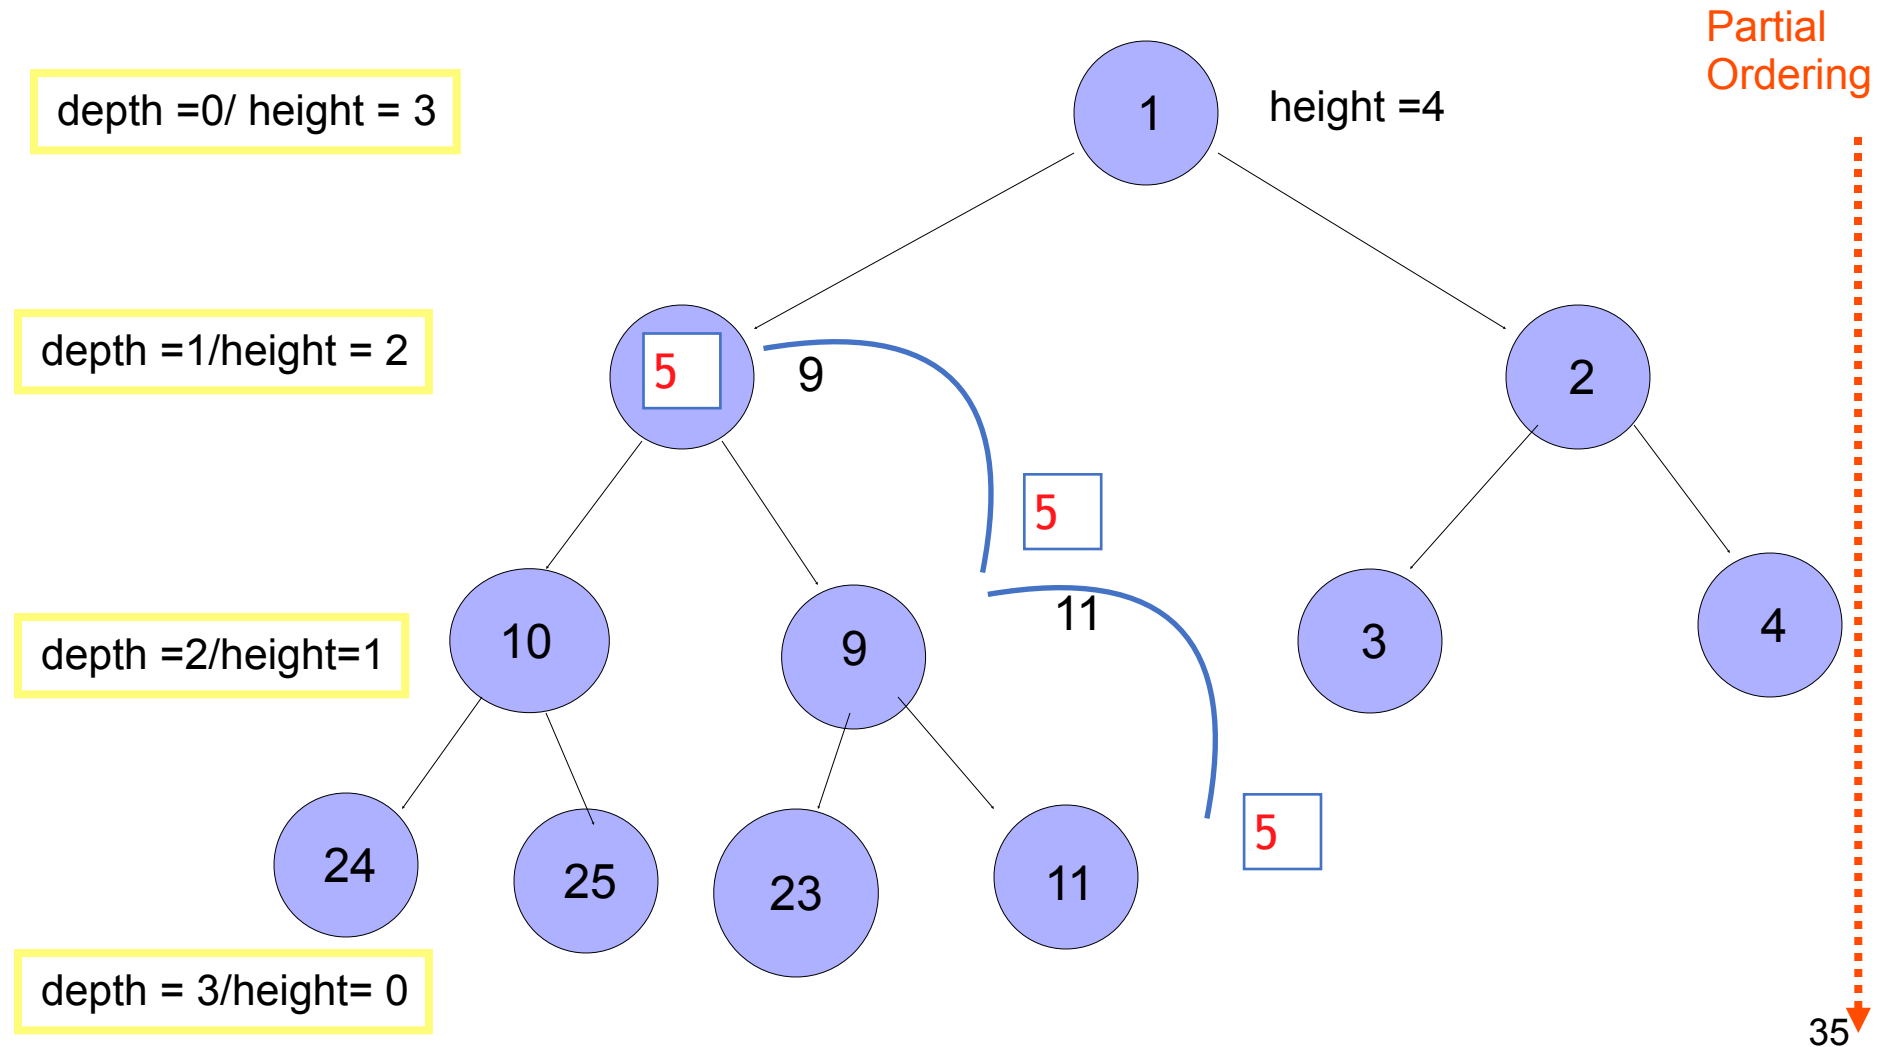 Partial
Ordering
depth =0/ height = 3
1
height =4
depth =1/height = 2
5
9
2
5
depth =2/height=1
10
9
11
3
4
5
24
25
23
11
depth = 3/height= 0
35